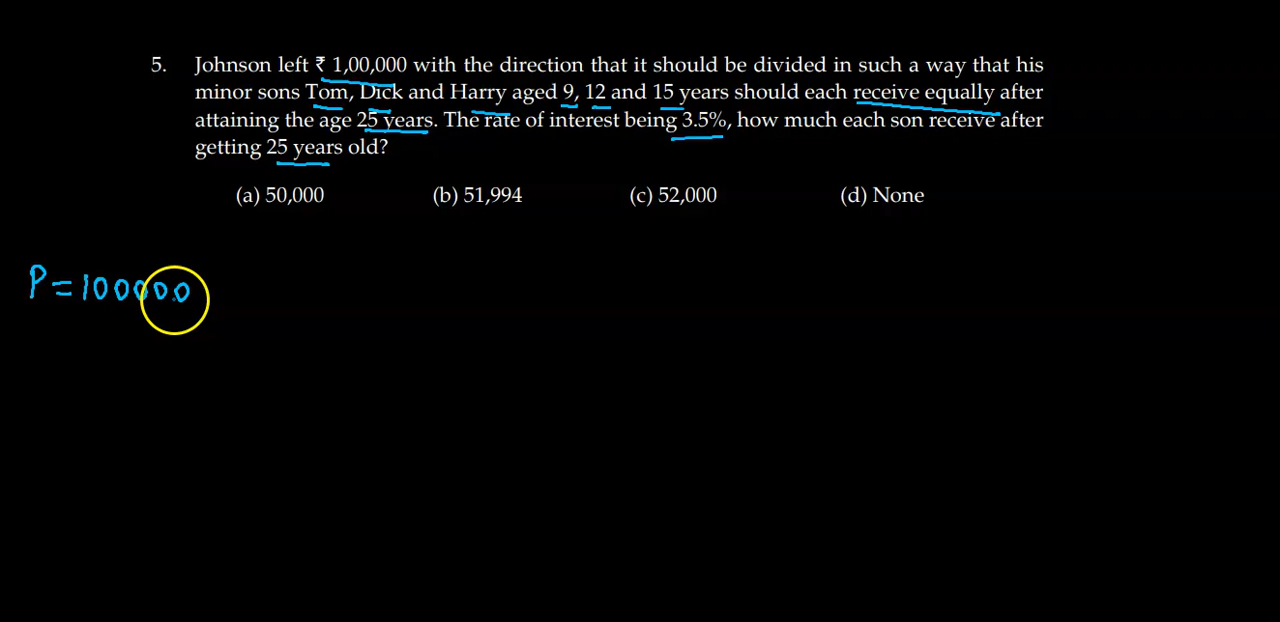 5. Johnson left ₹ 1,00,000 with the direction that it should be divided in such a way that his
minor sons Tom, Dick and Harry aged 9, 12 and 15 years should each receive equally after
attaining the age 25 years. The rate of interest being 3.5%, how much each son receive after
getting 25 years old?
(a) 50,000 (b) 51,994 (c) 52,000 (d) None
P = 100000